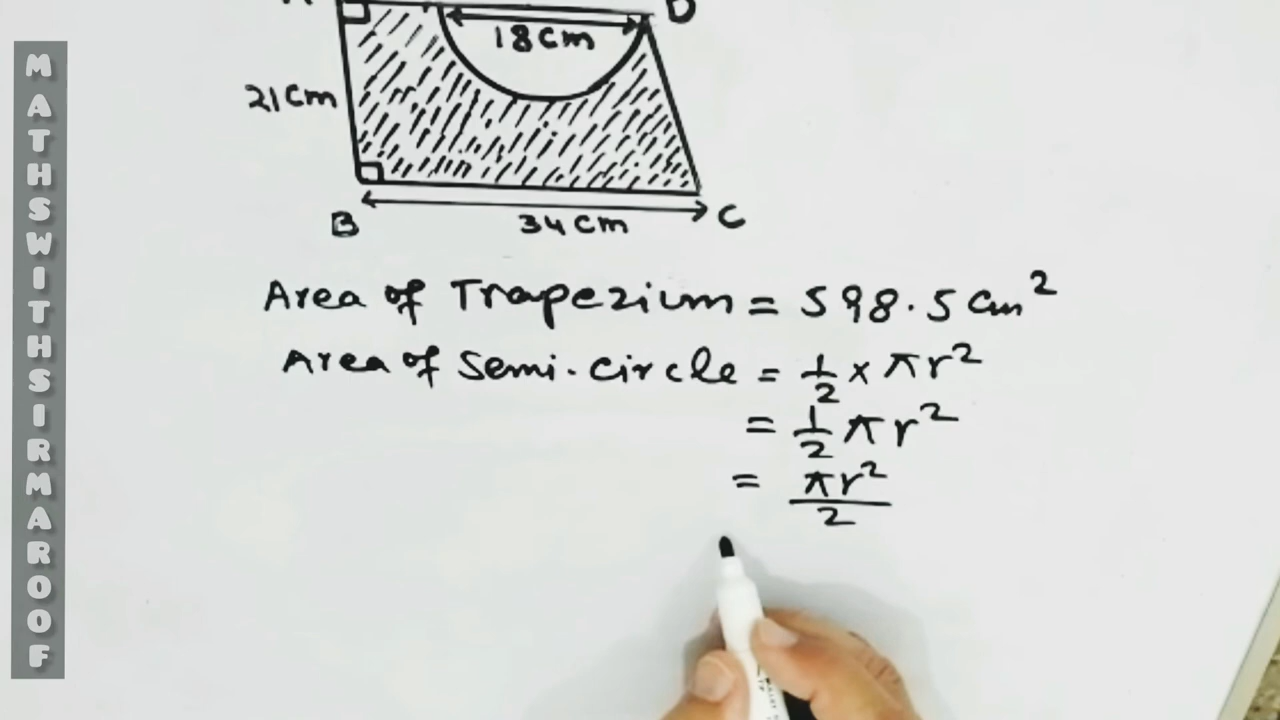 D
18cm
21cm
B
34cm
C
Area of Trapezium = 598.5 cm²
Area of Semi-circle = 1/2 × πr²
= 1/2 πr²
= πr²/2
MATHSWITHSIRMAROOF